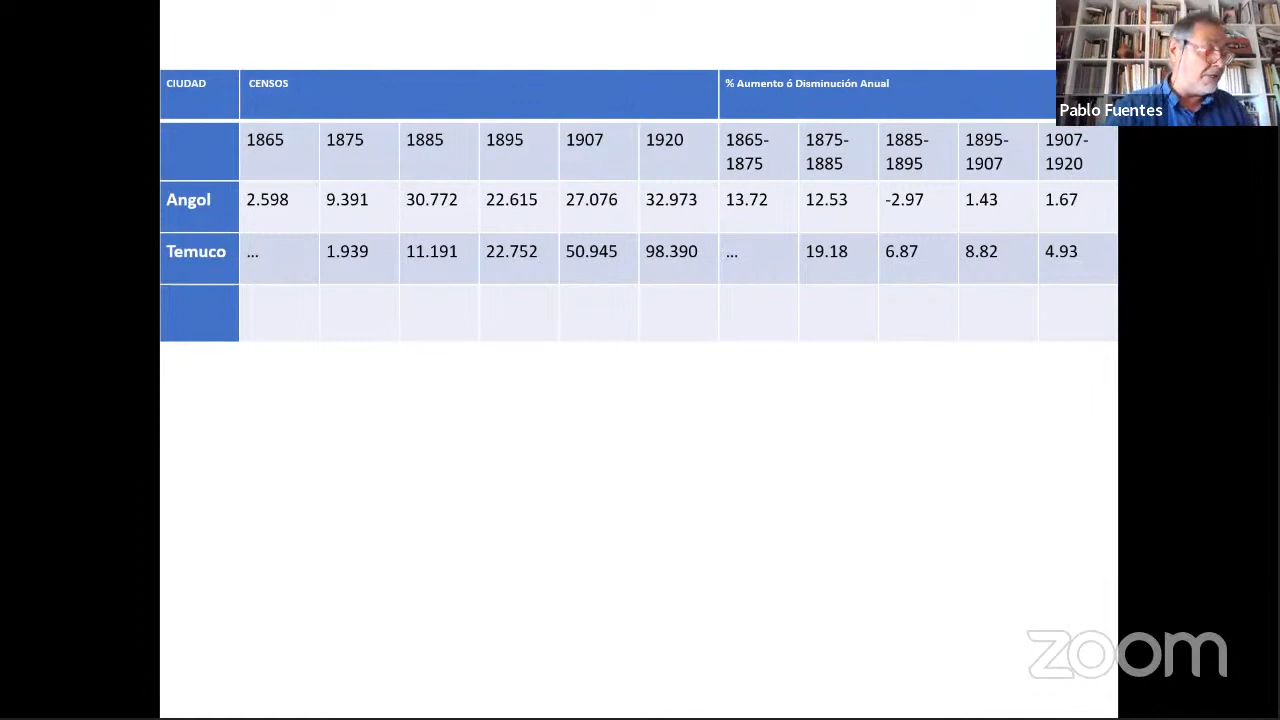 CIUDAD CENSOS % Aumento ó Disminución Anual
Pablo Fuentes
1865 1875 1885 1895 1907 1920 1865- 1875- 1885- 1895- 1907-
1875 1885 1895 1907 1920
Angol 2.598 9.391 30.772 22.615 27.076 32.973 13.72 12.53 -2.97 1.43 1.67
Temuco ... 1.939 11.191 22.752 50.945 98.390 ... 19.18 6.87 8.82 4.93
zoom